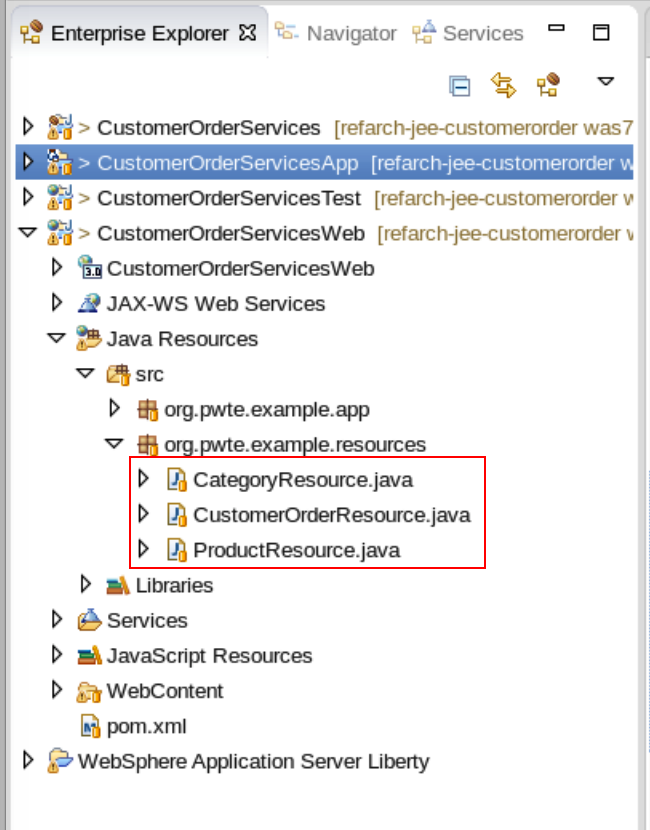 Enterprise Explorer Navigator Services
> CustomerOrderServices [refarch-jee-customerorder was7
> CustomerOrderServicesApp [refarch-jee-customerorder w
> CustomerOrderServicesTest [refarch-jee-customerorder w
> CustomerOrderServicesWeb [refarch-jee-customerorder w
3.0 CustomerOrderServicesWeb
JAX-WS Web Services
Java Resources
src
org.pwte.example.app
org.pwte.example.resources
CategoryResource.java
CustomerOrderResource.java
ProductResource.java
Libraries
Services
JavaScript Resources
WebContent
pom.xml
WebSphere Application Server Liberty